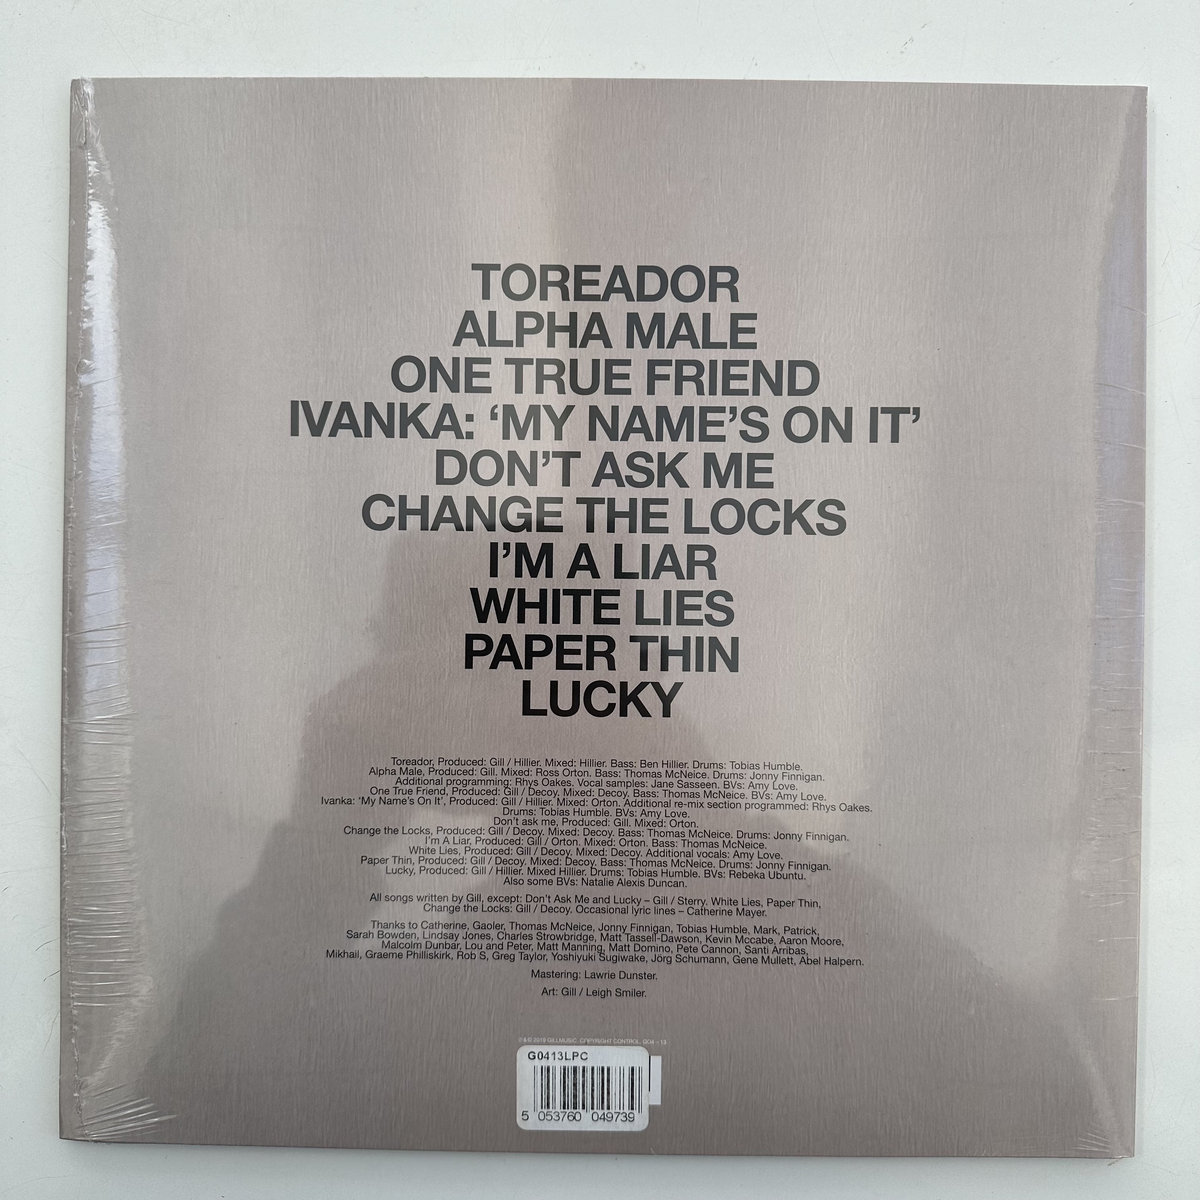 TOREADOR
ALPHA MALE
ONE TRUE FRIEND
IVANKA: ‘MY NAME’S ON IT’
DON’T ASK ME
CHANGE THE LOCKS
I’M A LIAR
WHITE LIES
PAPER THIN
LUCKY
Toreador, Produced: Gill / Hillier. Mixed: Hillier. Bass: Ben Hillier. Drums: Tobias Humble.
Alpha Male, Produced: Gill. Mixed: Ross Orton. Bass: Thomas McNeice. Drums: Jonny Finnigan.
Additional programming: Rhys Oakes. Vocal samples: Jane Sasseen. BVs: Amy Love.
One True Friend, Produced: Gill / Decoy. Mixed: Decoy. Bass: Thomas McNeice. BVs: Amy Love.
Ivanka: ‘My Name’s On It’, Produced: Gill / Hillier. Mixed: Orton. Additional re-mix section programmed: Rhys Oakes.
Drums: Tobias Humble. BVs: Amy Love.
Don’t ask me, Produced: Gill. Mixed: Orton.
Change the Locks, Produced: Gill / Decoy. Mixed: Decoy. Bass: Thomas McNeice. Drums: Jonny Finnigan.
I’m A Liar, Produced: Gill / Orton. Mixed: Orton. Bass: Thomas McNeice.
White Lies, Produced: Gill / Decoy. Mixed: Decoy. Additional vocals: Amy Love.
Paper Thin, Produced: Gill / Decoy. Mixed: Decoy. Bass: Thomas McNeice. Drums: Jonny Finnigan.
Lucky, Produced: Gill / Hillier. Mixed Hillier. Drums: Tobias Humble. BVs: Rebeka Ubuntu.
Also some BVs: Natalie Alexis Duncan.
All songs written by Gill, except: Don’t Ask Me and Lucky – Gill / Sterry. White Lies, Paper Thin,
Change the Locks: Gill / Decoy. Occasional lyric lines – Catherine Mayer.
Thanks to Catherine, Gaoler, Thomas McNeice, Jonny Finnigan, Tobias Humble, Mark, Patrick,
Sarah Bowden, Lindsay Jones, Charles Strowbridge, Matt Tassell-Dawson, Kevin Mccabe, Aaron Moore,
Malcolm Dunbar, Lou and Peter, Matt Manning, Matt Domino, Pete Cannon, Santi Arribas,
Mikhail, Graeme Philliskirk, Rob S, Greg Taylor, Yoshiyuki Sugiwake, Jörg Schumann, Gene Mullett, Abel Halpern.
Mastering: Lawrie Dunster.
Art: Gill / Leigh Smiler.
℗ & © 2019 GILLMUSIC. COPYRIGHT CONTROL. GO4 – 13
G0413LPC
5 053760 049739